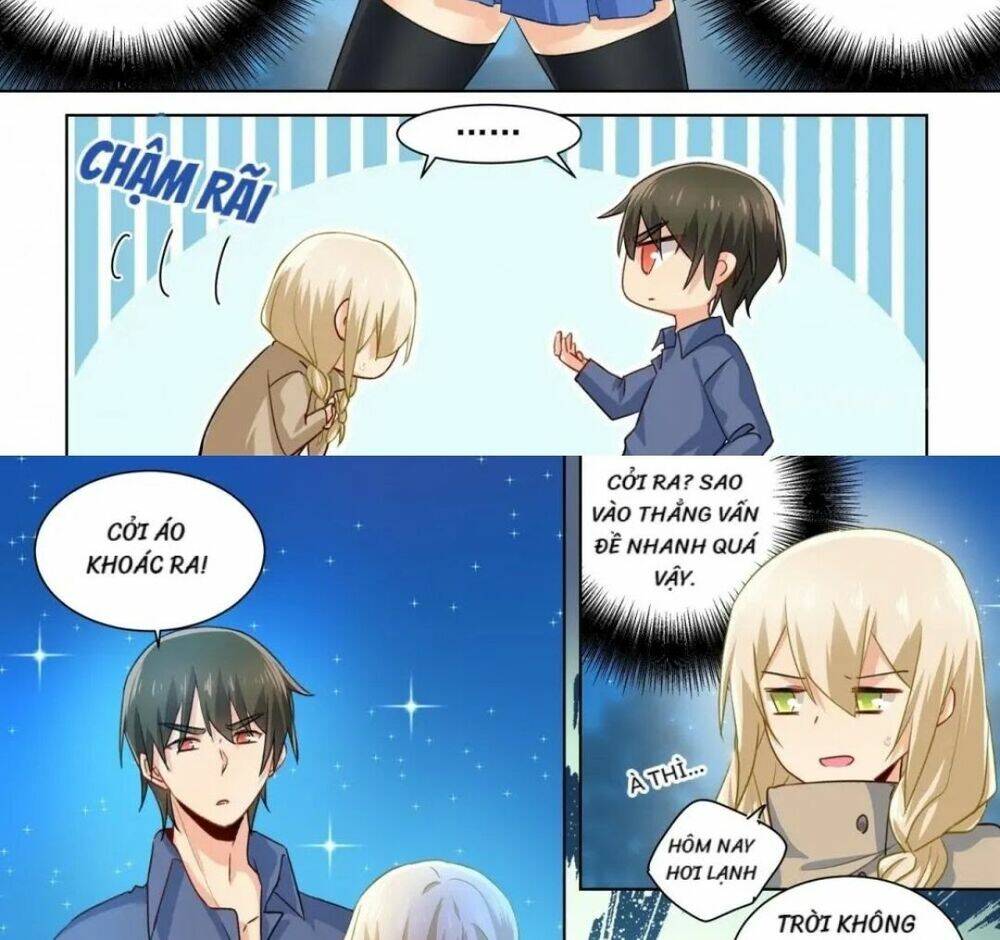 ......
CHẬM RÃI
CỞI ÁO
KHOÁC RA!
CỞI RA? SAO
VÀO THẲNG VẤN
ĐỀ NHANH QUÁ
VẬY.
À THÌ...
HÔM NAY
HƠI LẠNH
TRỜI KHÔNG